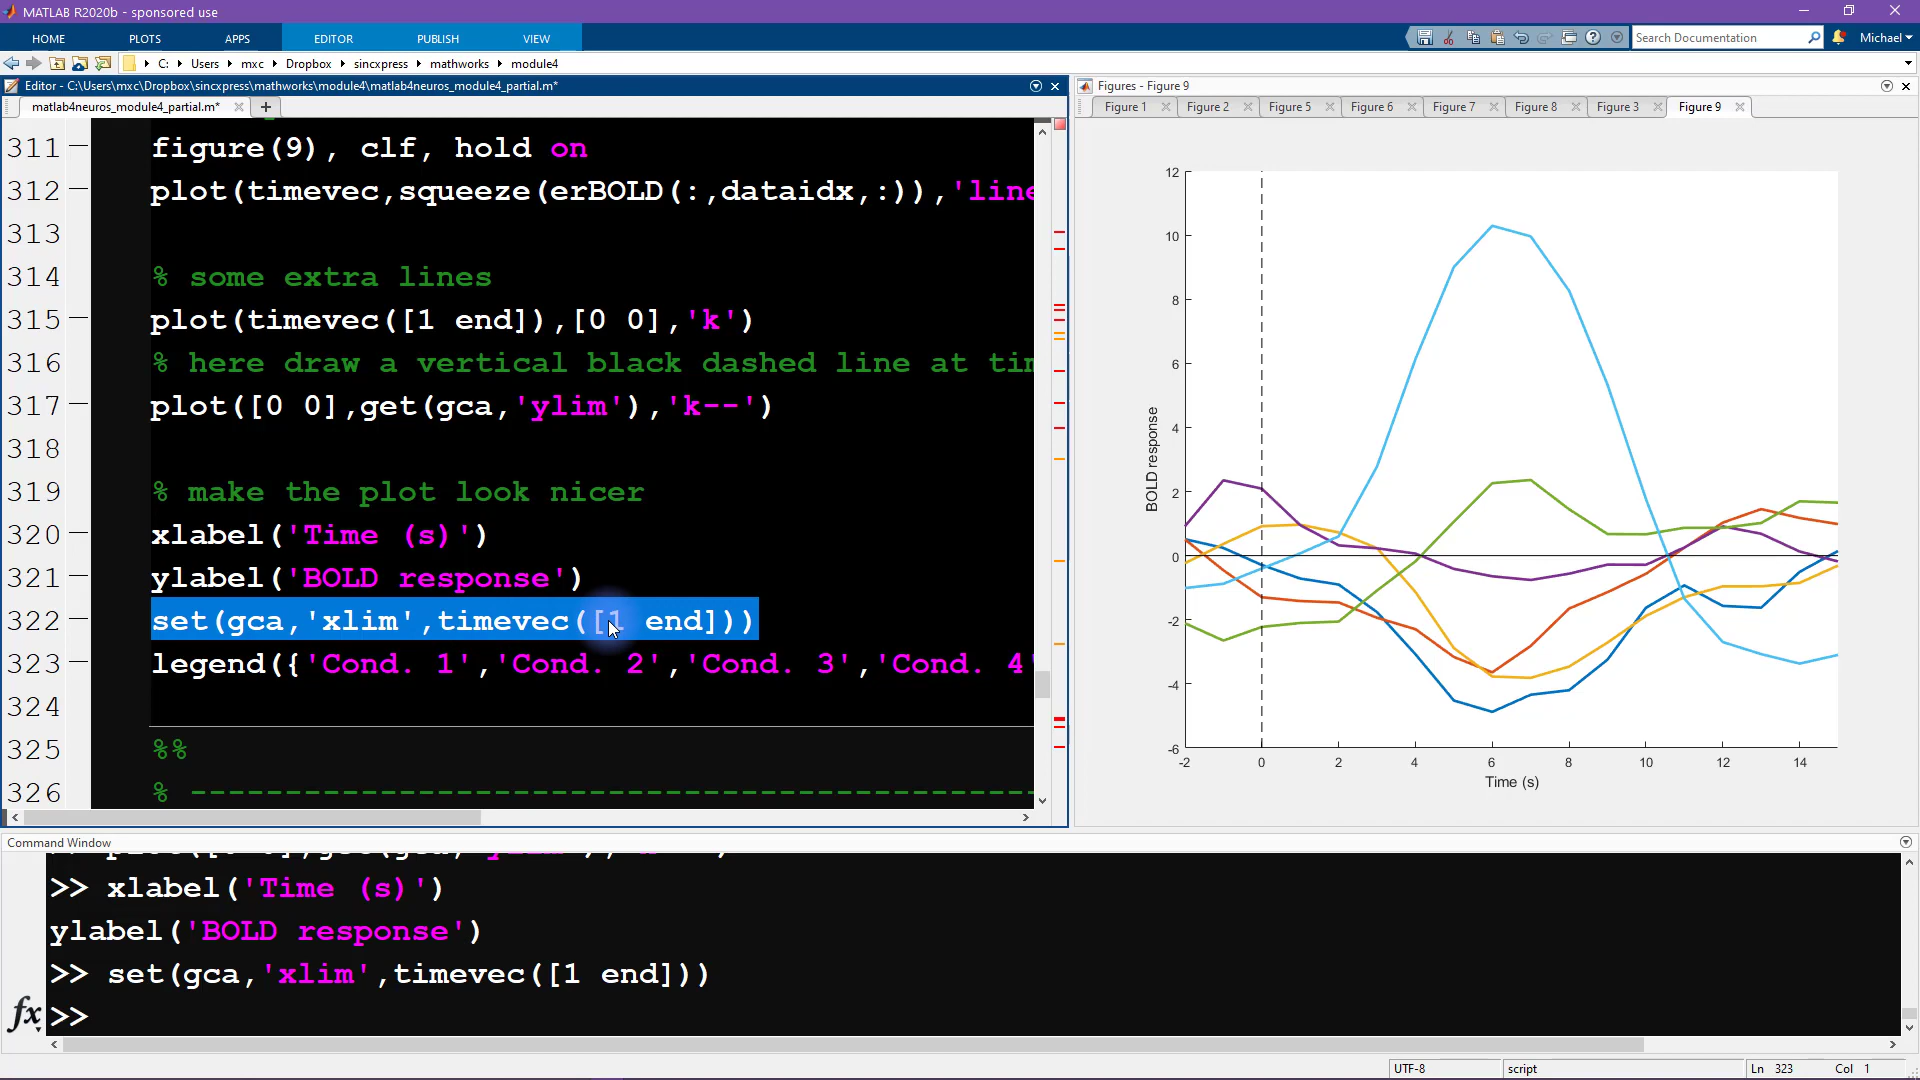 MATLAB R2020b - sponsored use
HOME PLOTS APPS EDITOR PUBLISH VIEW Search Documentation Michael
C: Users mxc Dropbox sincxpress mathworks module4
Editor - C:\Users\mxc\Dropbox\sincxpress\mathworks\module4\matlab4neuros_module4_partial.m*
matlab4neuros_module4_partial.m* +
311 figure(9), clf, hold on
312 plot(timevec,squeeze(erBOLD(:,dataidx,:)),'line
313
314 % some extra lines
315 plot(timevec([1 end]),[0 0],'k')
316 % here draw a vertical black dashed line at tim
317 plot([0 0],get(gca,'ylim'),'k--')
318
319 % make the plot look nicer
320 xlabel('Time (s)')
321 ylabel('BOLD response')
322 set(gca,'xlim',timevec([1 end]))
323 legend({'Cond. 1','Cond. 2','Cond. 3','Cond. 4'
324
325 %%
326 % ---------------------------------------------
Figures - Figure 9
Figure 1 Figure 2 Figure 5 Figure 6 Figure 7 Figure 8 Figure 3 Figure 9
12
10
8
6
4
2
0
-2
-4
-6
BOLD response
-2 0 2 4 6 8 10 12 14
Time (s)
Command Window
>> xlabel('Time (s)')
ylabel('BOLD response')
>> set(gca,'xlim',timevec([1 end]))
fx >>
UTF-8 script Ln 323 Col 1